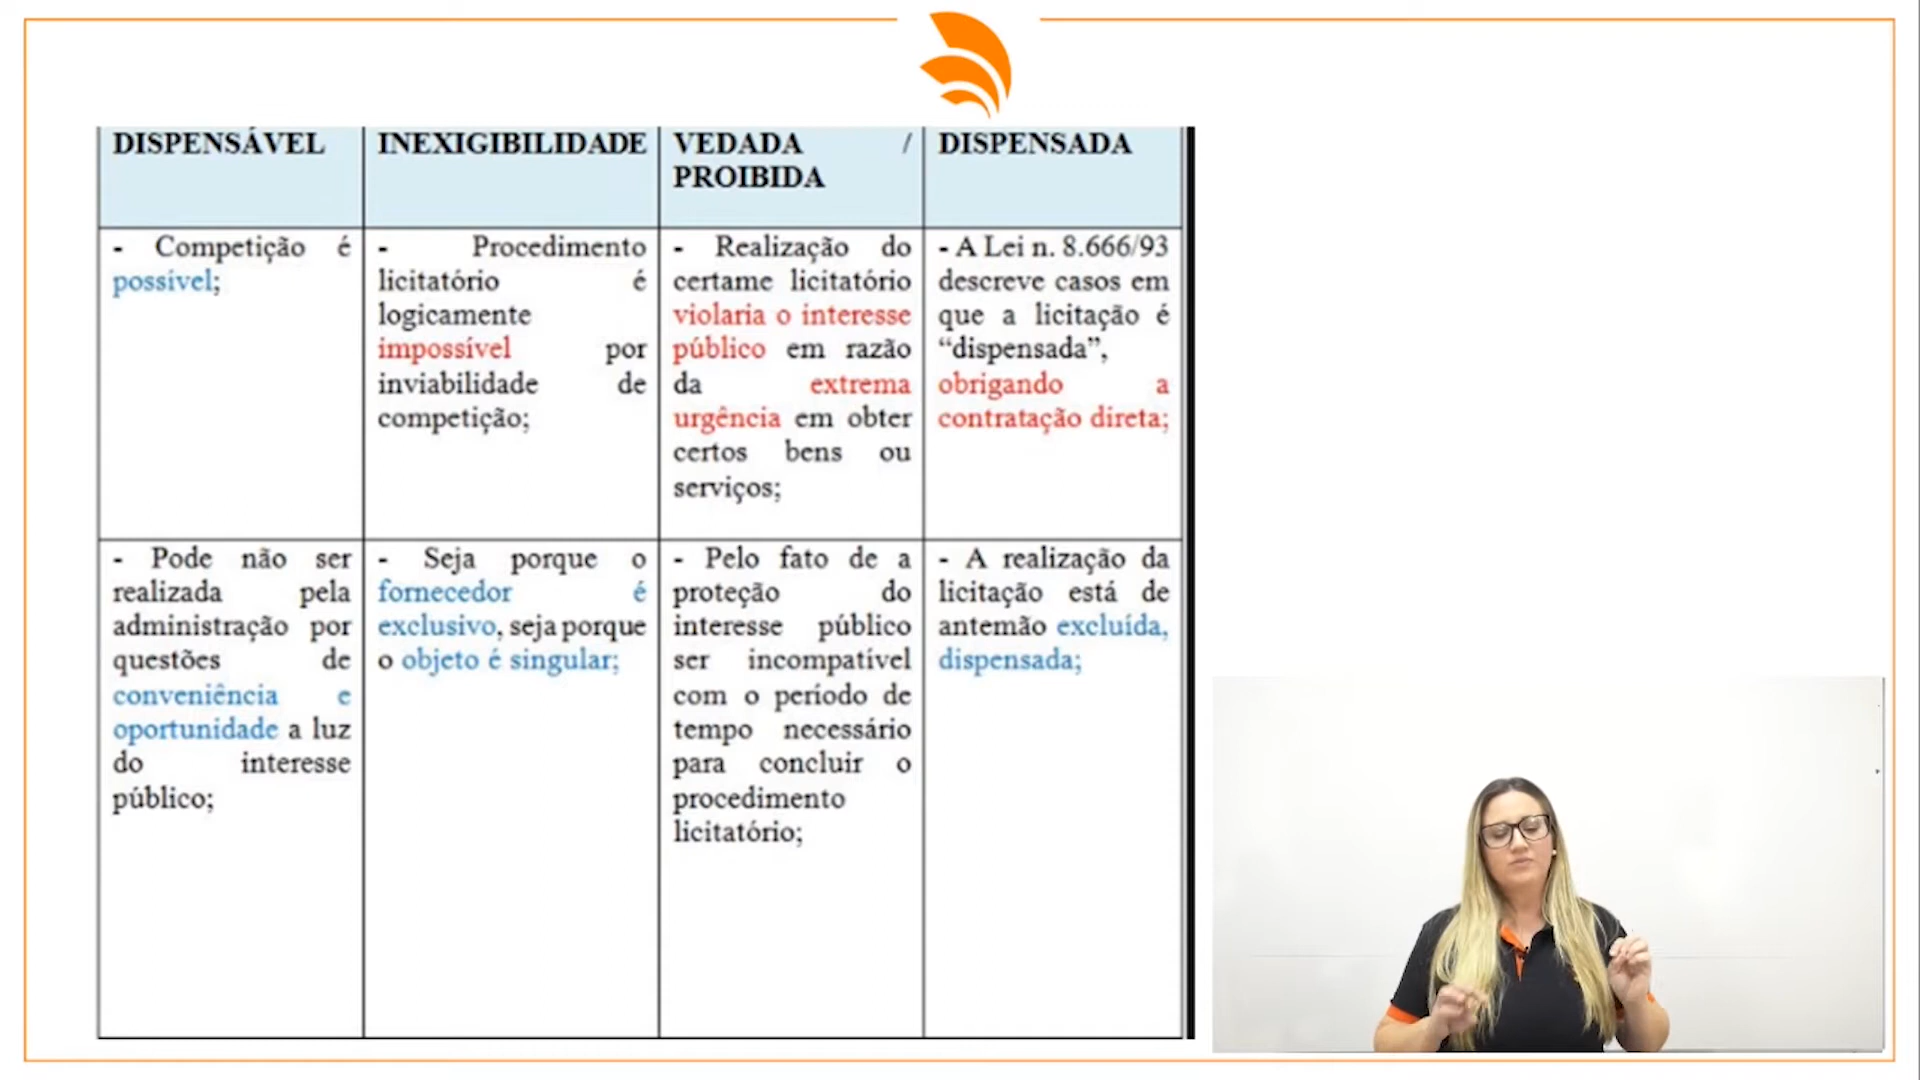 DISPENSÁVEL
INEXIGIBILIDADE
VEDADA /
PROIBIDA
DISPENSADA
- Competição é
possível;
- Procedimento
licitatório é
logicamente
impossível por
inviabilidade de
competição;
- Realização do
certame licitatório
violaria o interesse
público em razão
da extrema
urgência em obter
certos bens ou
serviços;
- A Lei n. 8.666/93
descreve casos em
que a licitação é
“dispensada”,
obrigando a
contratação direta;
- Pode não ser
realizada pela
administração por
questões de
conveniência e
oportunidade a luz
do interesse
público;
- Seja porque o
fornecedor é
exclusivo, seja porque
o objeto é singular;
- Pelo fato de a
proteção do
interesse público
ser incompatível
com o período de
tempo necessário
para concluir o
procedimento
licitatório;
- A realização da
licitação está de
antemão excluída,
dispensada;